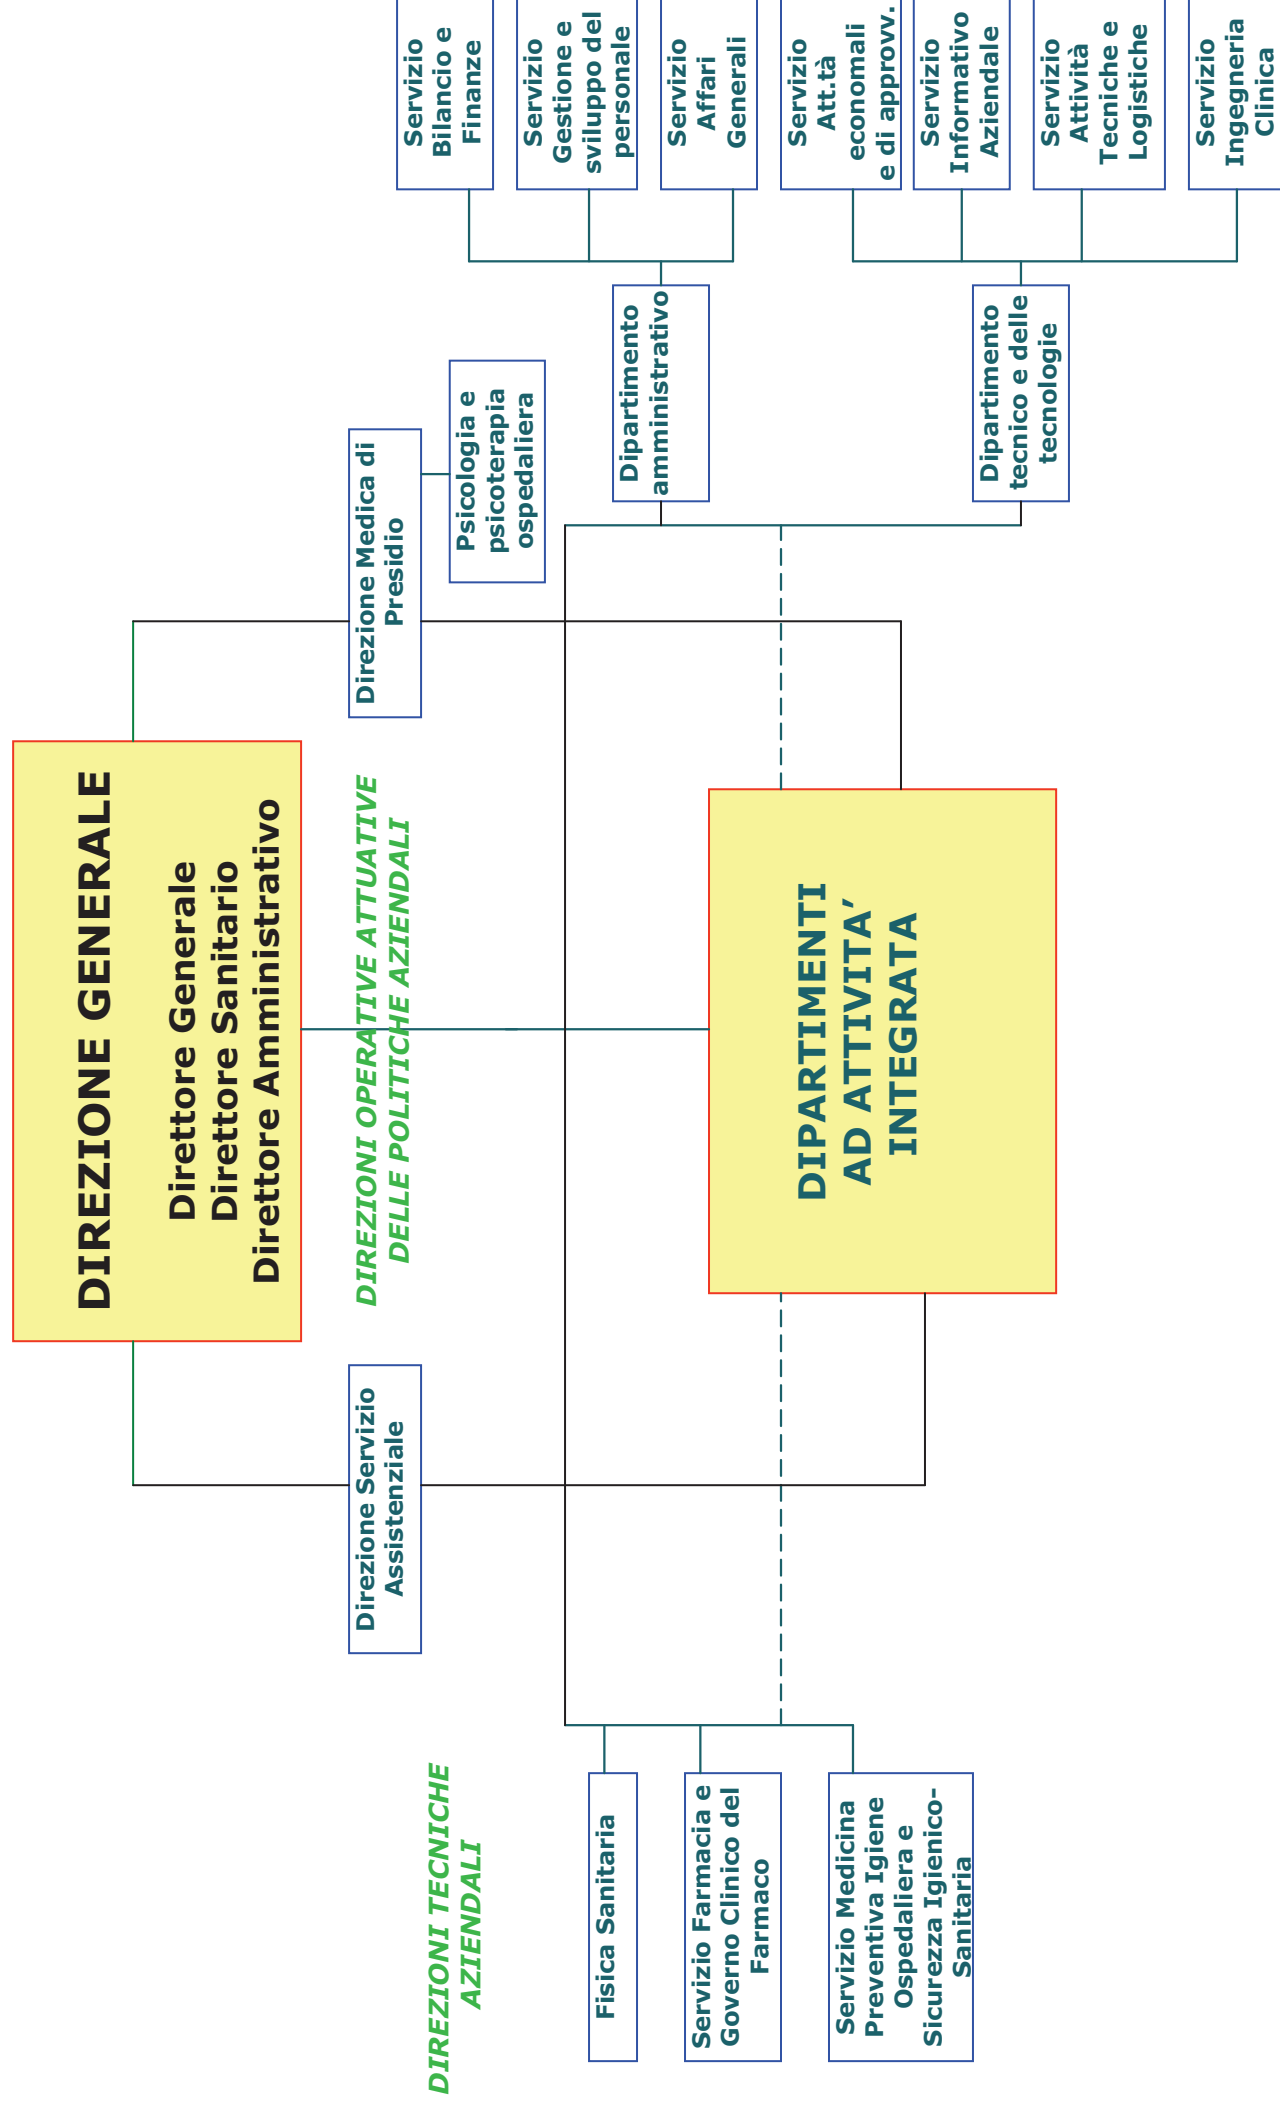 DIREZIONE GENERALE
Direttore Generale
Direttore Sanitario
Direttore Amministrativo
DIREZIONI OPERATIVE ATTUATIVE
DELLE POLITICHE AZIENDALI
Direzione Servizio
Assistenziale
Direzione Medica di
Presidio
Psicologia e
psicoterapia
ospedaliera
DIREZIONI TECNICHE
AZIENDALI
Fisica Sanitaria
Servizio Farmacia e
Governo Clinico del
Farmaco
Servizio Medicina
Preventiva Igiene
Ospedaliera e
Sicurezza Igienico-
Sanitaria
DIPARTIMENTI
AD ATTIVITA’
INTEGRATA
Dipartimento
amministrativo
Servizio
Bilancio e
Finanze
Servizio
Gestione e
sviluppo del
personale
Servizio
Affari
Generali
Dipartimento
tecnico e delle
tecnologie
Servizio
Att.tà
economali
e di approvv.
Servizio
Informativo
Aziendale
Servizio
Attività
Tecniche e
Logistiche
Servizio
Ingegneria
Clinica